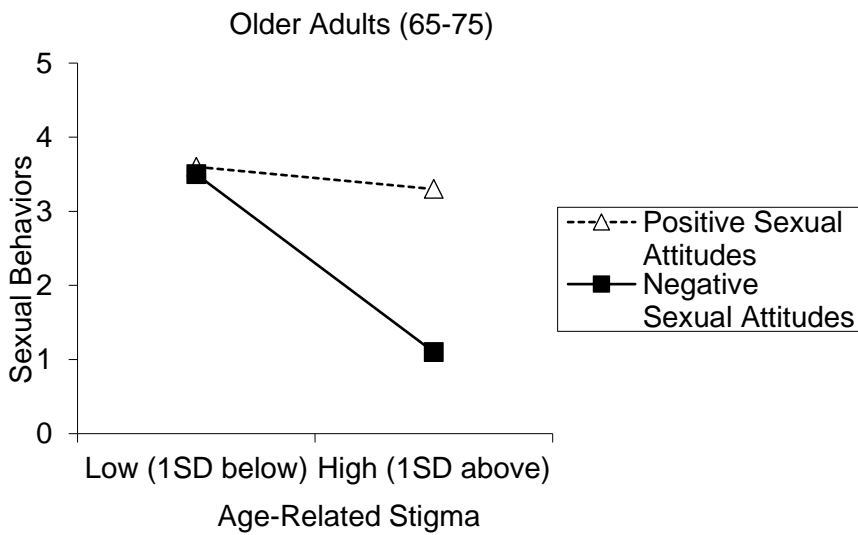 Older Adults (65-75)
5
4
3
2
1
0
Sexual Behaviors
Low (1SD below) High (1SD above)
Age-Related Stigma
Positive Sexual
Attitudes
Negative
Sexual Attitudes